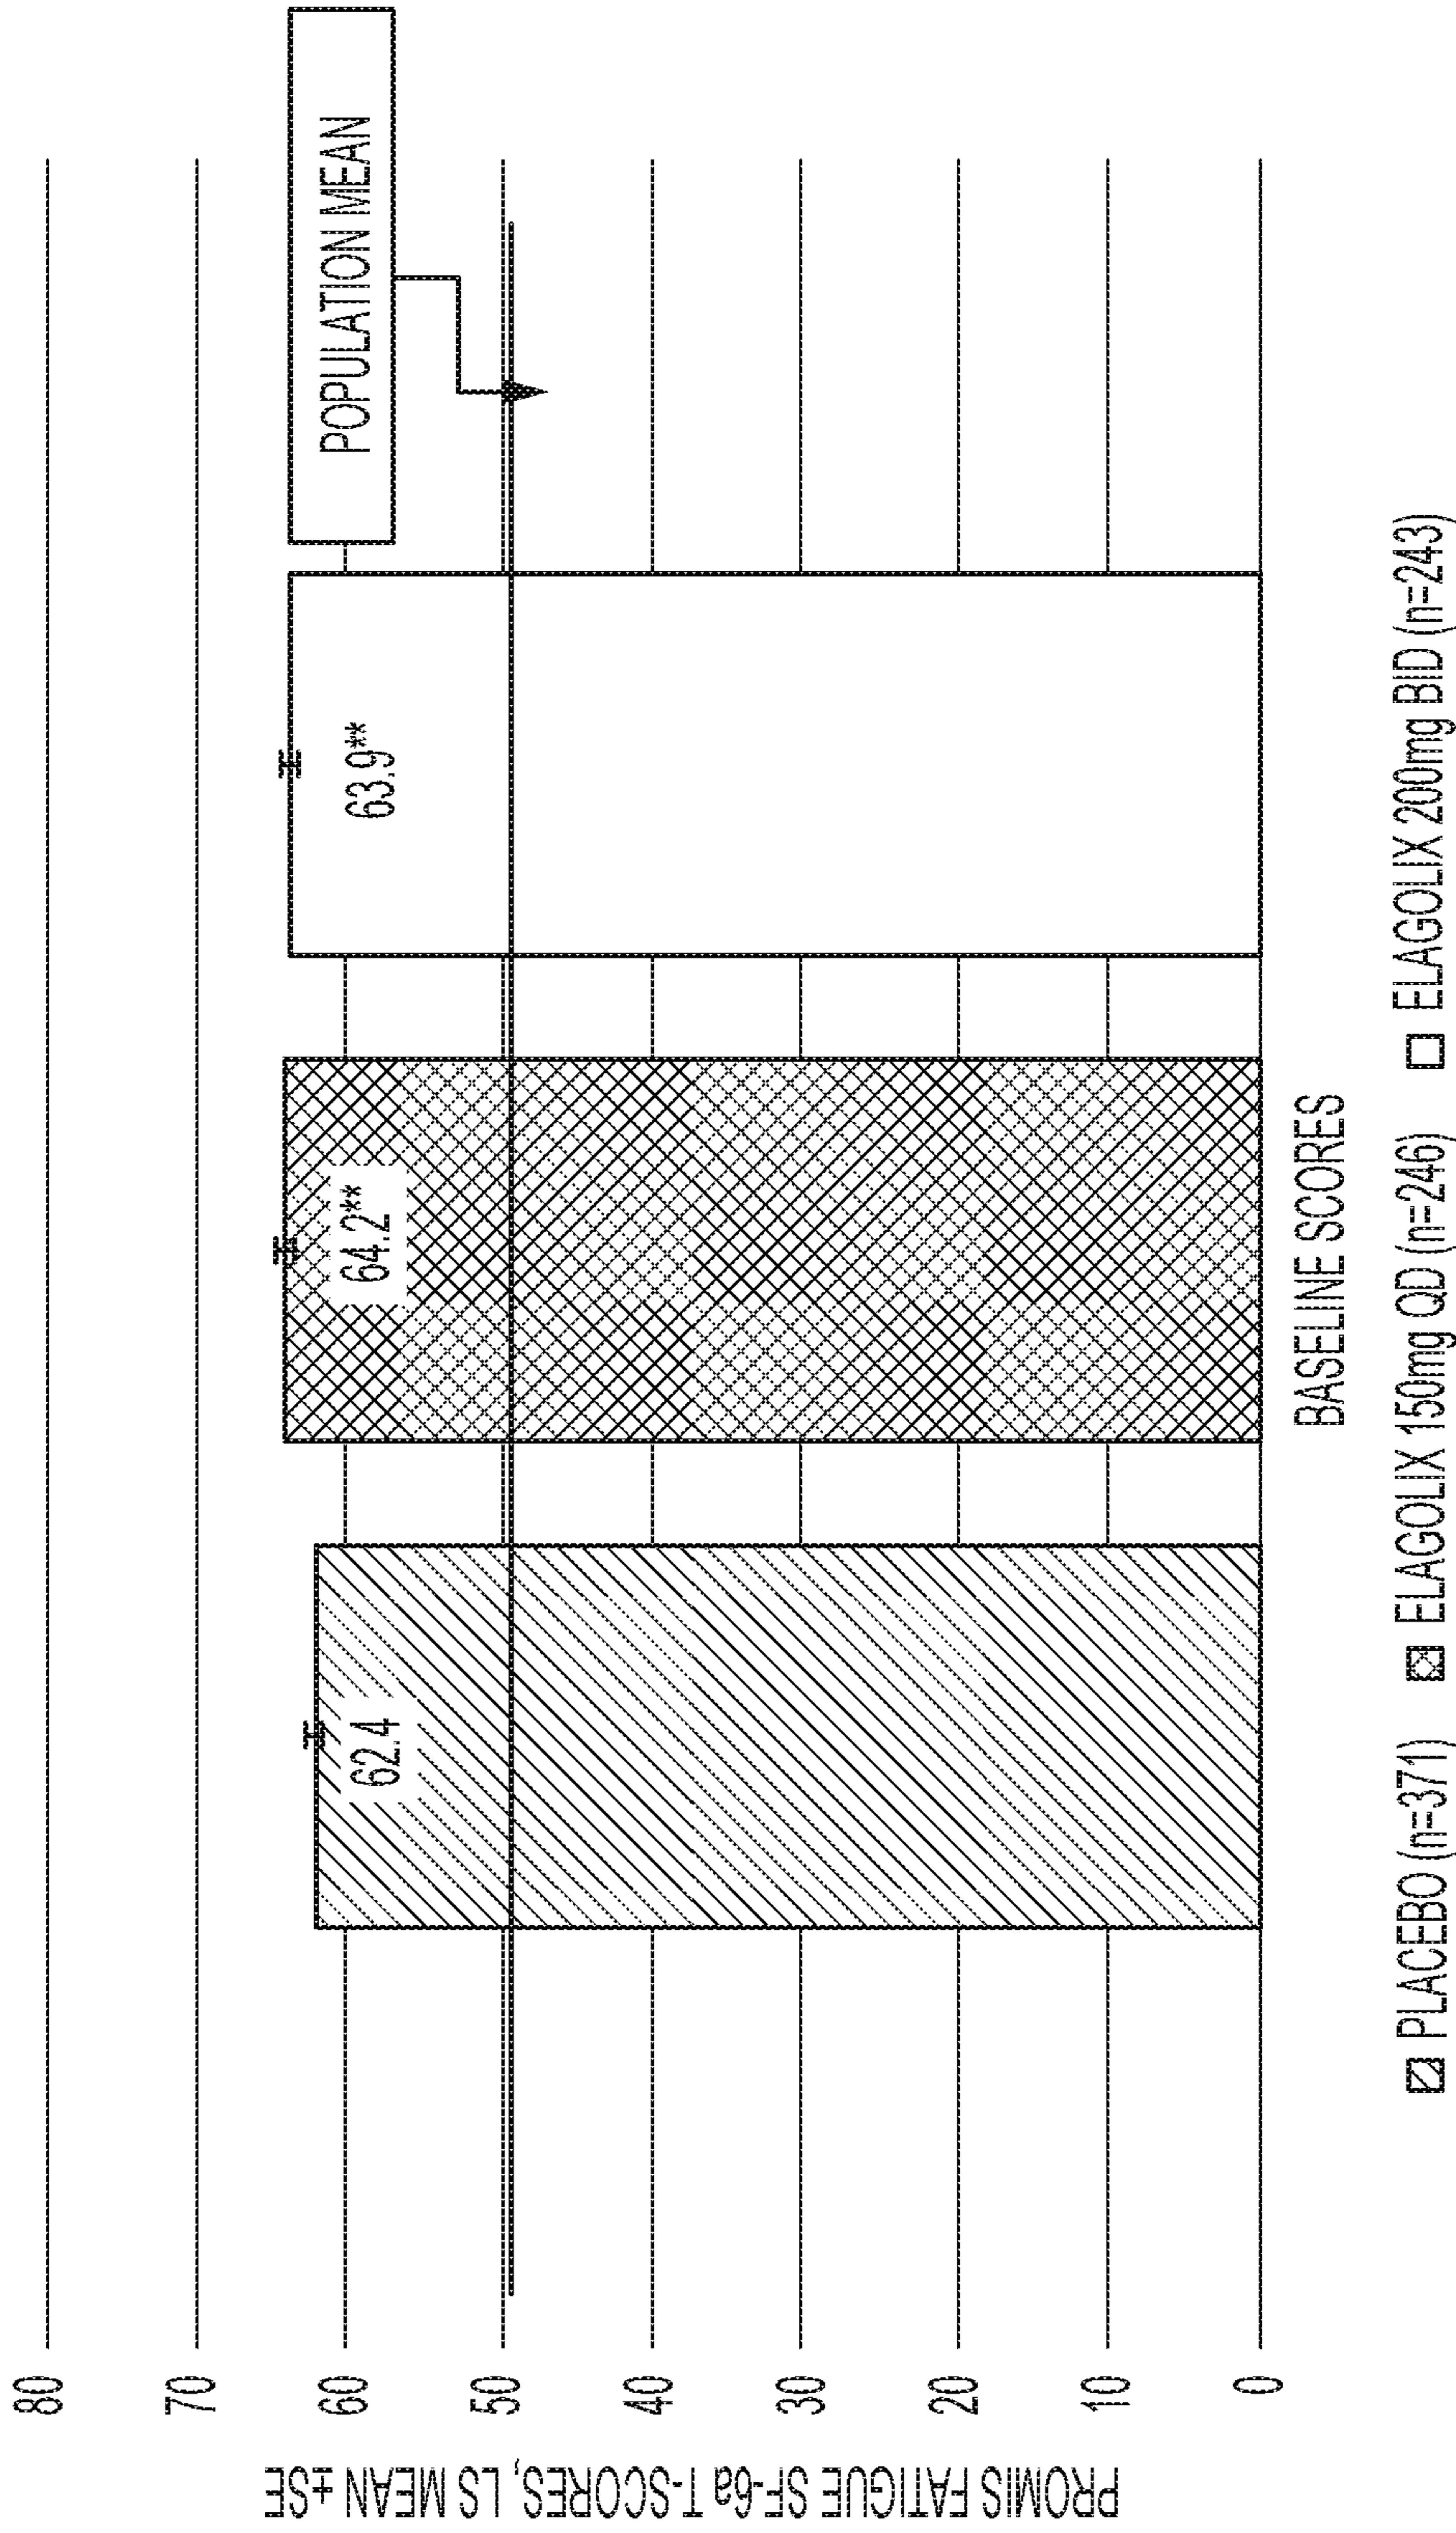 PROMIS FATIGUE SF-6a T-SCORES, LS MEAN ±SE
80
70
60
50
40
30
20
10
0
62.4
64.2**
63.9**
POPULATION MEAN
BASELINE SCORES
PLACEBO (n=371)
ELAGOLIX 150mg QD (n=246)
ELAGOLIX 200mg BID (n=243)